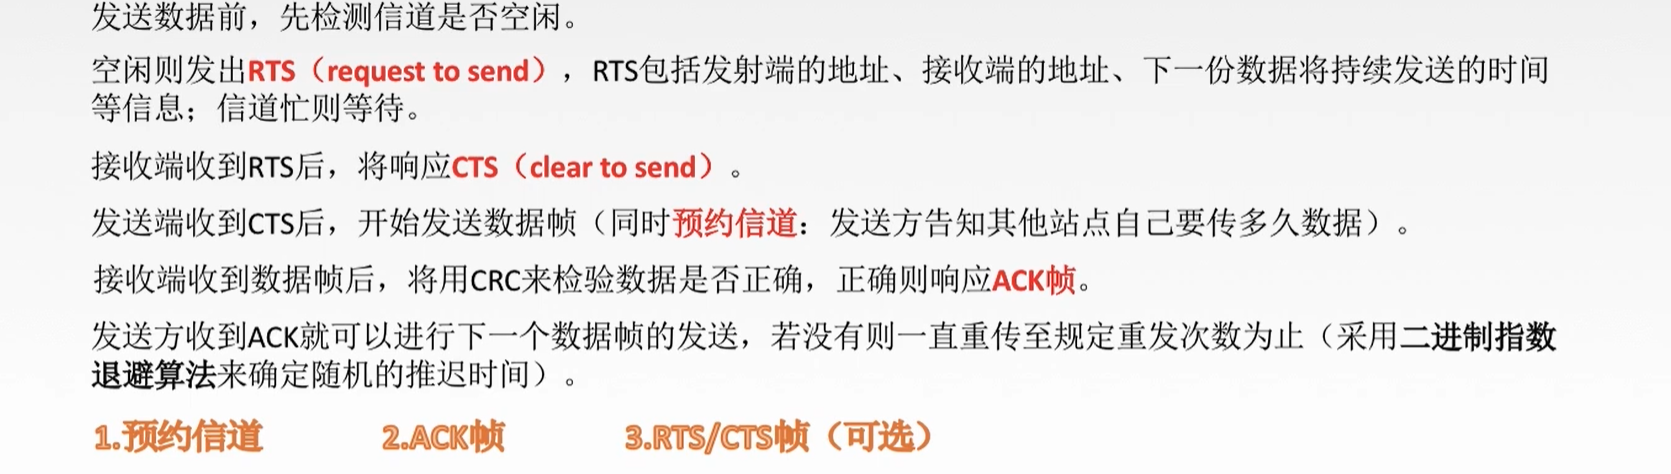 发送数据前，先检测信道是否空闲。
空闲则发出RTS（request to send），RTS包括发射端的地址、接收端的地址、下一份数据将持续发送的时间
等信息；信道忙则等待。
接收端收到RTS后，将响应CTS（clear to send）。
发送端收到CTS后，开始发送数据帧（同时预约信道：发送方告知其他站点自己要传多久数据）。
接收端收到数据帧后，将用CRC来检验数据是否正确，正确则响应ACK帧。
发送方收到ACK就可以进行下一个数据帧的发送，若没有则一直重传至规定重发次数为止（采用二进制指数
退避算法来确定随机的推迟时间）。
1.预约信道 2.ACK帧 3.RTS/CTS帧（可选）